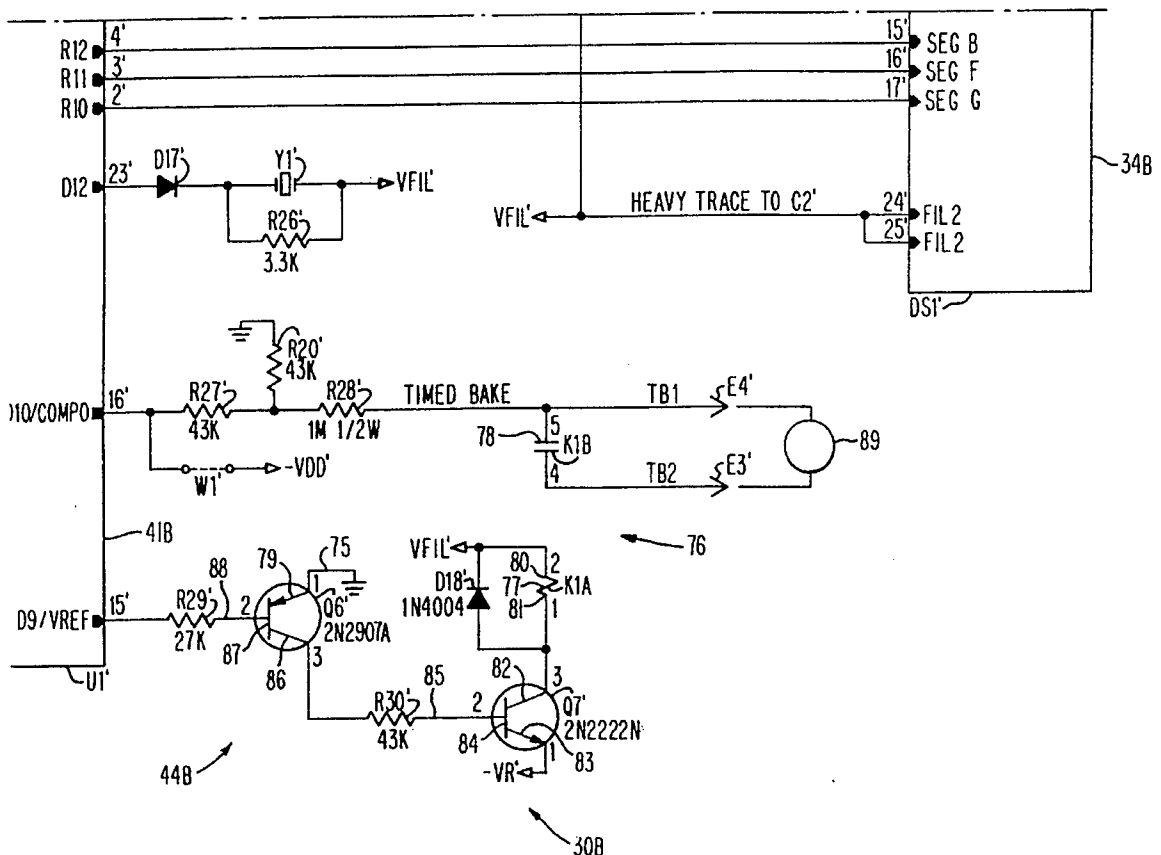 R12 4' 15' SEG B
R11 3' 16' SEG F
R10 2' 17' SEG G
34B
D12 23' D17' Y1' VFIL'
R26'
3.3K
VFIL' HEAVY TRACE TO C2' 24' FIL2
25' FIL2
DS1'
R20'
43K
D10/COMPO 16' R27' R28' TIMED BAKE TB1 E4'
43K 1M 1/2W
78 5 K1B 89
4
W1' -VDD' TB2 E3'
41B 76
VFIL' 80 2
79 75 D18' 77 K1A
1N4004 81 1
D9/VREF 15' R29' 88 2 1 Q6'
27K 2N2907A
87 86 3
U1'
R30' 85 2 82 3 Q7'
43K 2N2222N
84 83
1
-VR'
44B
30B